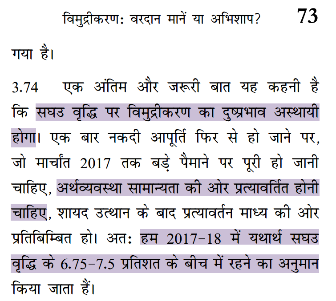 विमुद्रीकरण: वरदान मानें या अभिशाप? 73
गया है।
3.74 एक अंतिम और जरूरी बात यह कहनी है
कि सघउ वृद्धि पर विमुद्रीकरण का दुष्प्रभाव अस्थायी
होगा। एक बार नकदी आपूर्ति फिर से हो जाने पर,
जो मार्चांत 2017 तक बड़े पैमाने पर पूरी हो जानी
चाहिए, अर्थव्यवस्था सामान्यता की ओर प्रत्यावर्तित होनी
चाहिए, शायद उत्थान के बाद प्रत्यावर्तन माध्य की ओर
प्रतिबिम्बित हो। अत: हम 2017-18 में यथार्थ सघउ
वृद्धि के 6.75-7.5 प्रतिशत के बीच में रहने का अनुमान
किया जाता हैं।